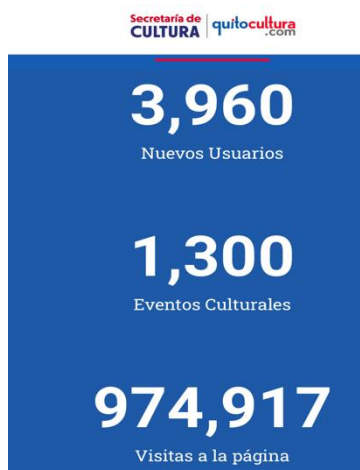 Secretaría de
CULTURA
quitocultura
.com
3,960
Nuevos Usuarios
1,300
Eventos Culturales
974,917
Visitas a la página